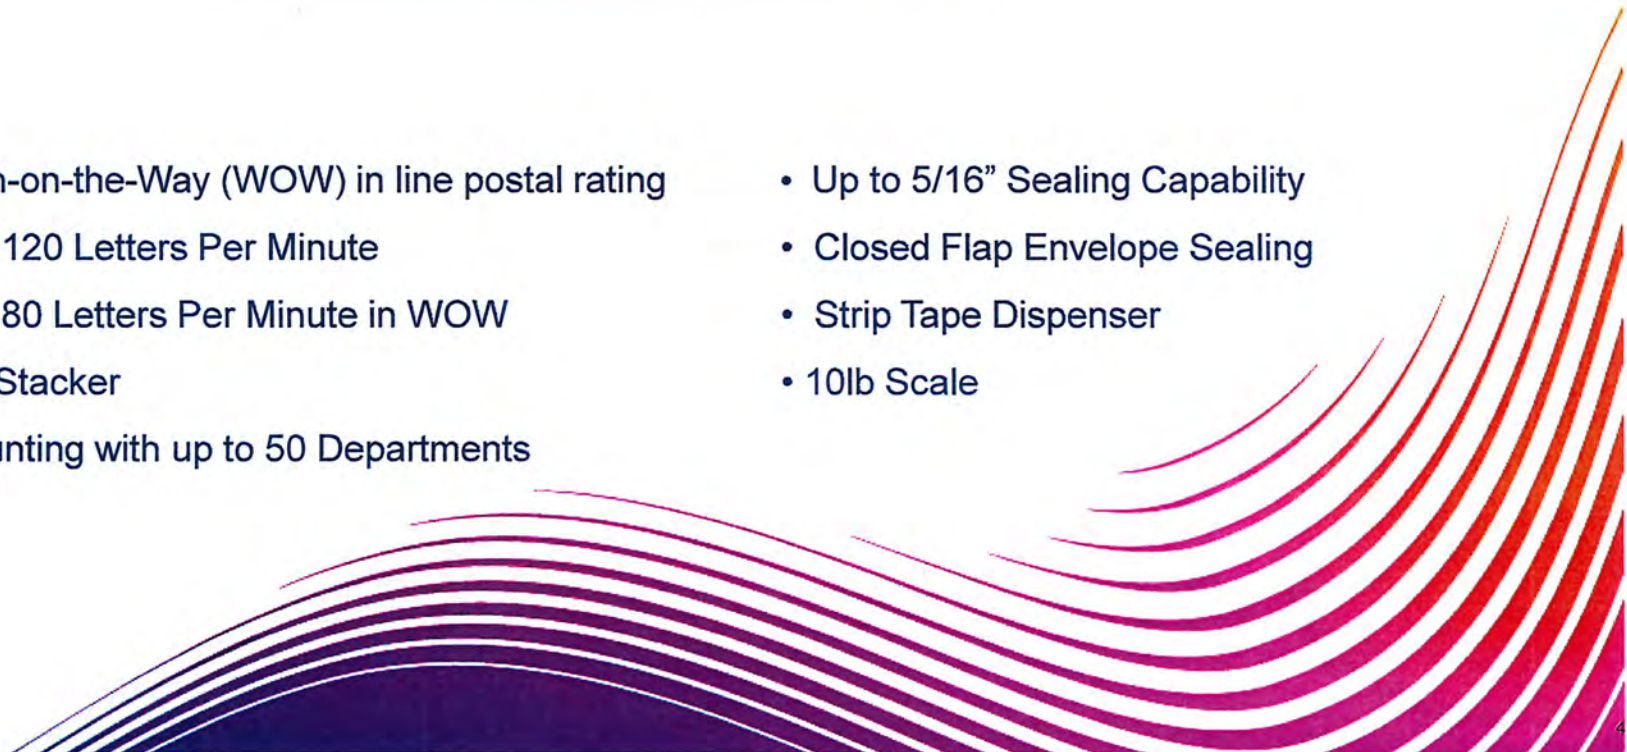 n-on-the-Way (WOW) in line postal rating
120 Letters Per Minute
80 Letters Per Minute in WOW
Stacker
unting with up to 50 Departments
• Up to 5/16” Sealing Capability
• Closed Flap Envelope Sealing
• Strip Tape Dispenser
• 10lb Scale
4